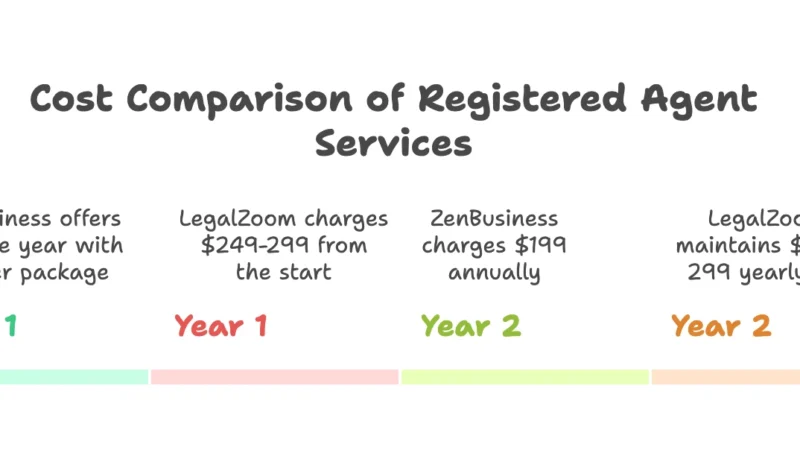 Cost Comparison of Registered Agent
Services
iness offers
e year with
er package
1
LegalZoom charges
$249-299 from
the start
Year 1
ZenBusiness
charges $199
annually
Year 2
LegalZoo
maintains $
299 yearly
Year 2